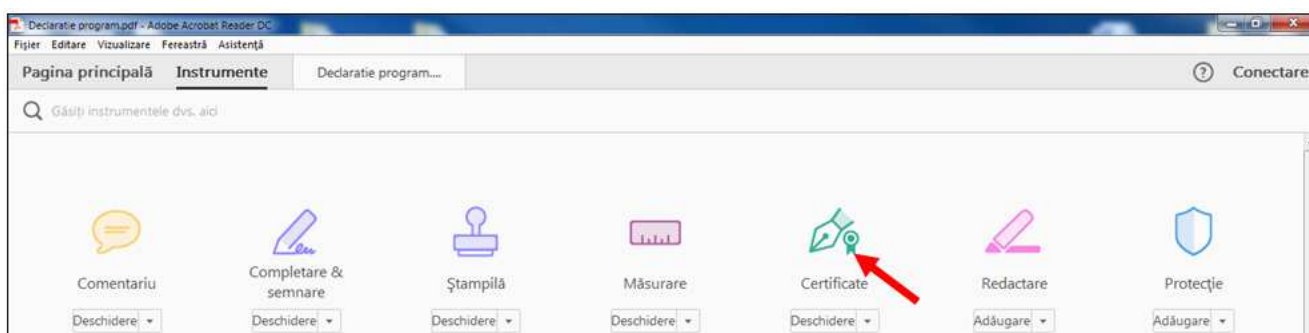 Declaratie program.pdf - Adobe Acrobat Reader DC
Fișier Editare Vizualizare Fereastră Asistență
Pagina principală Instrumente Declaratie program.... ? Conectare
Găsiți instrumentele dvs. aici
Comentariu
Completare &
semnare
Ștampilă
Măsurare
Certificate
Redactare
Protecție
Deschidere Deschidere Deschidere Deschidere Deschidere Adăugare Adăugare